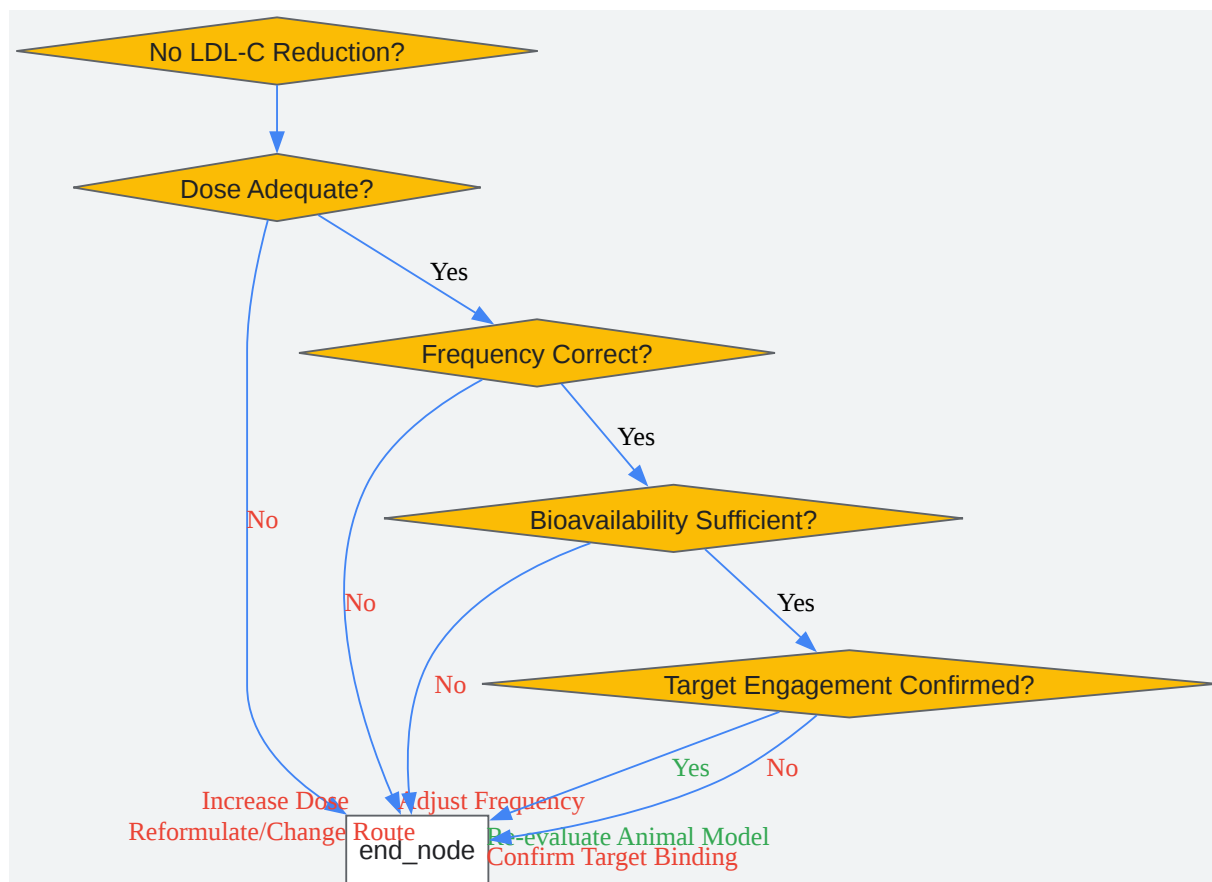 No LDL-C Reduction?
Dose Adequate?
Yes
Frequency Correct?
Yes
No
Bioavailability Sufficient?
No
Yes
No
Target Engagement Confirmed?
Yes
No
Increase Dose
Adjust Frequency
Reformulate/Change Route
Re-evaluate Animal Model
end_node
Confirm Target Binding